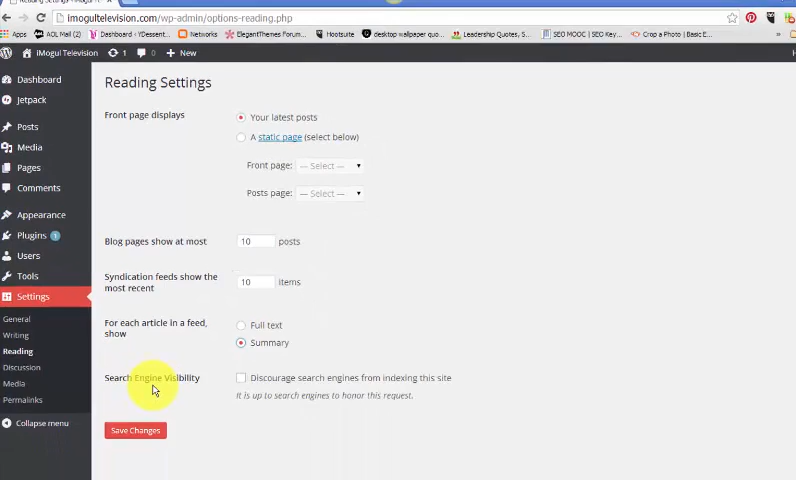 imogultelevision.com/wp-admin/options-reading.php
Apps AOL Mail (2) Dashboard ‹ YDessent... Networks ElegantThemes Forum... Hootsuite desktop wallpaper quot... Leadership Quotes, S... SEO MOOC | SEO Key... Crop a Photo | Basic E... »
iMogul Television 1 0 + New
Dashboard
Jetpack
Posts
Media
Pages
Comments
Appearance
Plugins 1
Users
Tools
Settings
General
Writing
Reading
Discussion
Media
Permalinks
Collapse menu
Reading Settings
Front page displays
Your latest posts
A static page (select below)
Front page: — Select —
Posts page: — Select —
Blog pages show at most
10 posts
Syndication feeds show the
most recent
10 items
For each article in a feed,
show
Full text
Summary
Search Engine Visibility
Discourage search engines from indexing this site
It is up to search engines to honor this request.
Save Changes